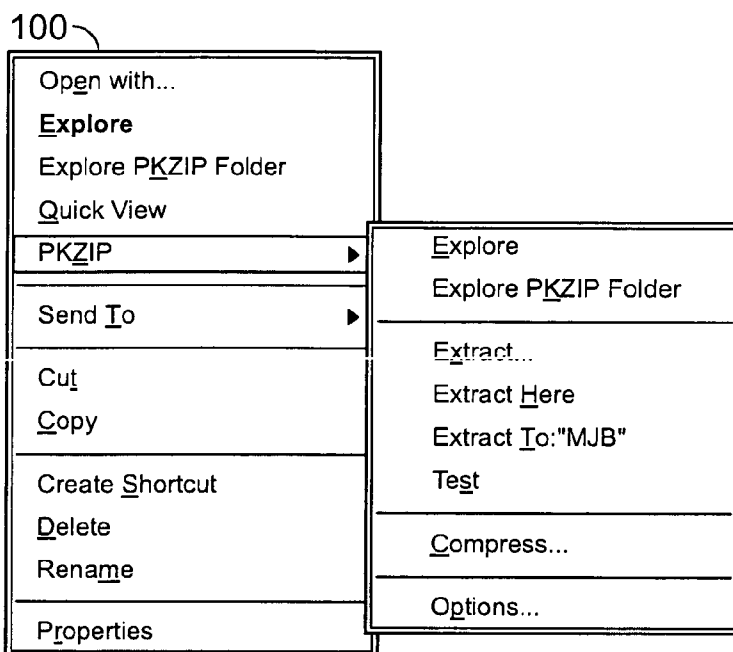 100
Open with...
Explore
Explore PKZIP Folder
Quick View
PKZIP
Send To
Cut
Copy
Create Shortcut
Delete
Rename
Properties
Explore
Explore PKZIP Folder
Extract...
Extract Here
Extract To:"MJB"
Test
Compress...
Options...